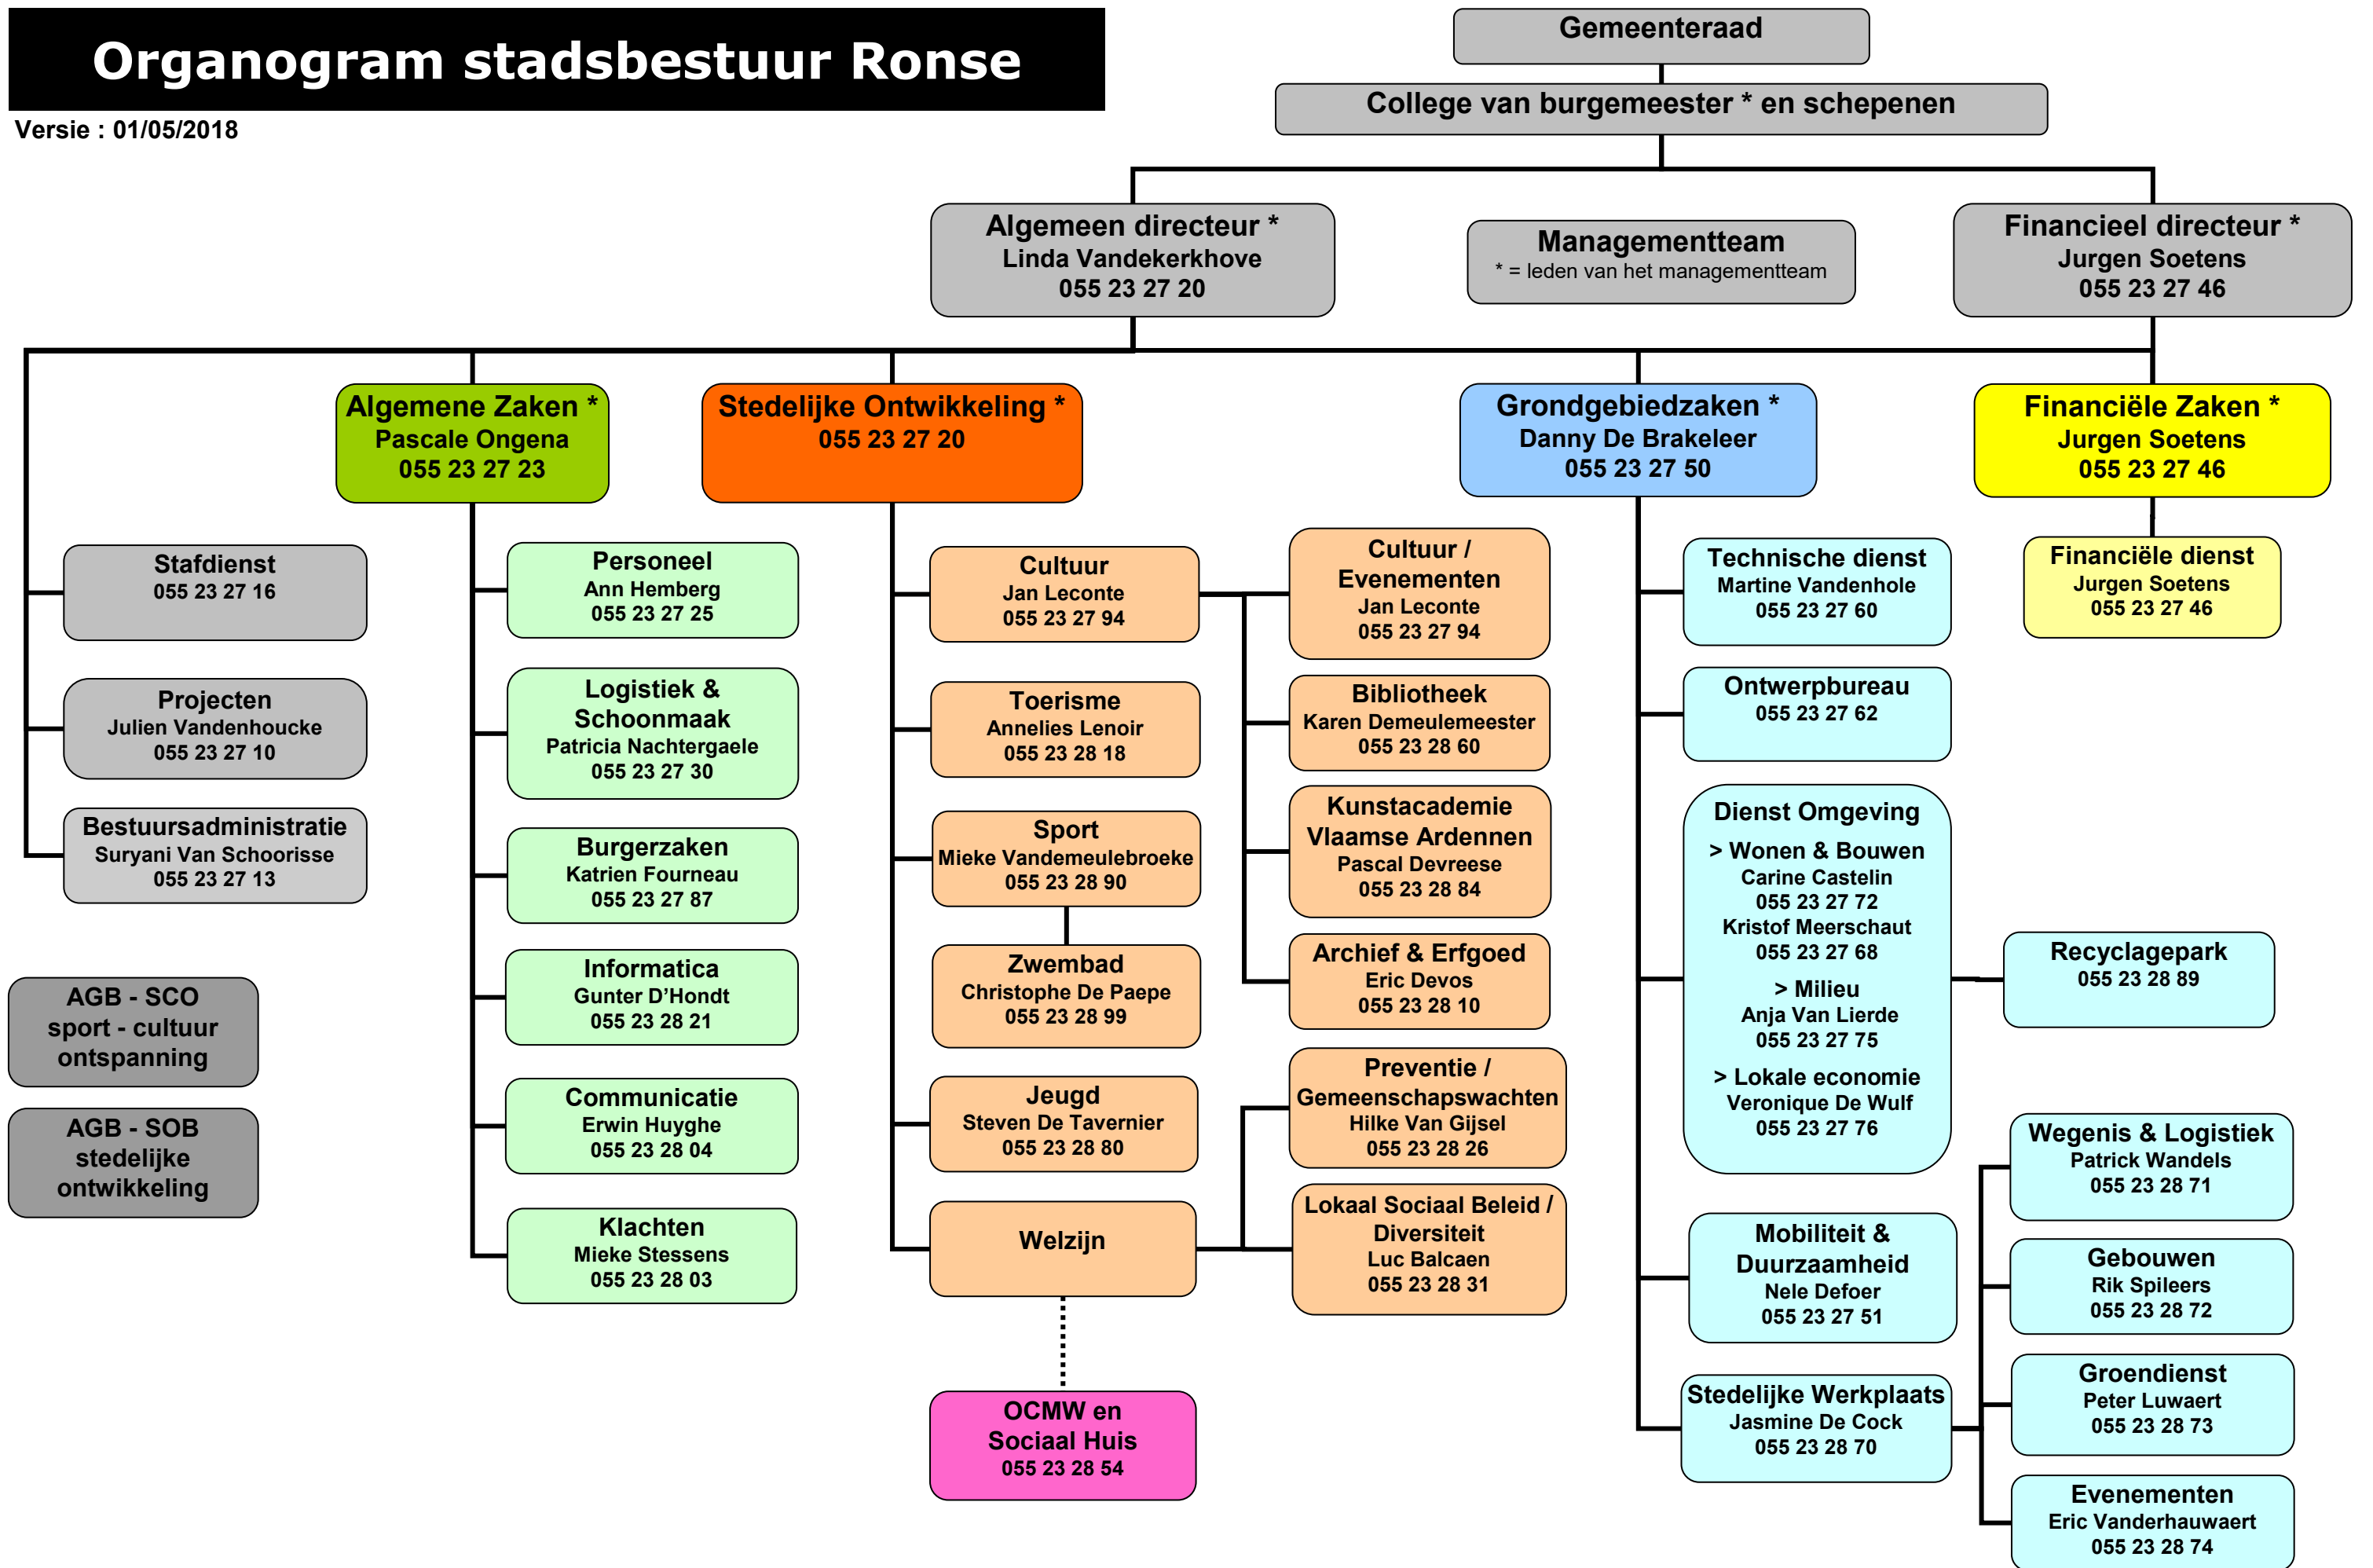 Organogram stadsbestuur Ronse
Versie : 01/05/2018
Gemeenteraad
College van burgemeester * en schepenen
Algemeen directeur *
Linda Vandekerkhove
055 23 27 20
Managementteam
* = leden van het managementteam
Financieel directeur *
Jurgen Soetens
055 23 27 46
Algemene Zaken *
Pascale Ongena
055 23 27 23
Stedelijke Ontwikkeling *
055 23 27 20
Grondgebiedzaken *
Danny De Brakeleer
055 23 27 50
Financiële Zaken *
Jurgen Soetens
055 23 27 46
Stafdienst
055 23 27 16
Projecten
Julien Vandenhoucke
055 23 27 10
Bestuursadministratie
Suryani Van Schoorisse
055 23 27 13
AGB - SCO
sport - cultuur
ontspanning
AGB - SOB
stedelijke
ontwikkeling
Personeel
Ann Hemberg
055 23 27 25
Logistiek &
Schoonmaak
Patricia Nachtergaele
055 23 27 30
Burgerzaken
Katrien Fourneau
055 23 27 87
Informatica
Gunter D’Hondt
055 23 28 21
Communicatie
Erwin Huyghe
055 23 28 04
Klachten
Mieke Stessens
055 23 28 03
Cultuur
Jan Leconte
055 23 27 94
Toerisme
Annelies Lenoir
055 23 28 18
Sport
Mieke Vandemeulebroeke
055 23 28 90
Zwembad
Christophe De Paepe
055 23 28 99
Jeugd
Steven De Tavernier
055 23 28 80
Welzijn
OCMW en
Sociaal Huis
055 23 28 54
Cultuur /
Evenementen
Jan Leconte
055 23 27 94
Bibliotheek
Karen Demeulemeester
055 23 28 60
Kunstacademie
Vlaamse Ardennen
Pascal Devreese
055 23 28 84
Archief & Erfgoed
Eric Devos
055 23 28 10
Preventie /
Gemeenschapswachten
Hilke Van Gijsel
055 23 28 26
Lokaal Sociaal Beleid /
Diversiteit
Luc Balcaen
055 23 28 31
Technische dienst
Martine Vandenhole
055 23 27 60
Ontwerpbureau
055 23 27 62
Dienst Omgeving
> Wonen & Bouwen
Carine Castelin
055 23 27 72
Kristof Meerschaut
055 23 27 68
> Milieu
Anja Van Lierde
055 23 27 75
> Lokale economie
Veronique De Wulf
055 23 27 76
Mobiliteit &
Duurzaamheid
Nele Defoer
055 23 27 51
Stedelijke Werkplaats
Jasmine De Cock
055 23 28 70
Financiële dienst
Jurgen Soetens
055 23 27 46
Recyclagepark
055 23 28 89
Wegenis & Logistiek
Patrick Wandels
055 23 28 71
Gebouwen
Rik Spileers
055 23 28 72
Groendienst
Peter Luwaert
055 23 28 73
Evenementen
Eric Vanderhauwaert
055 23 28 74